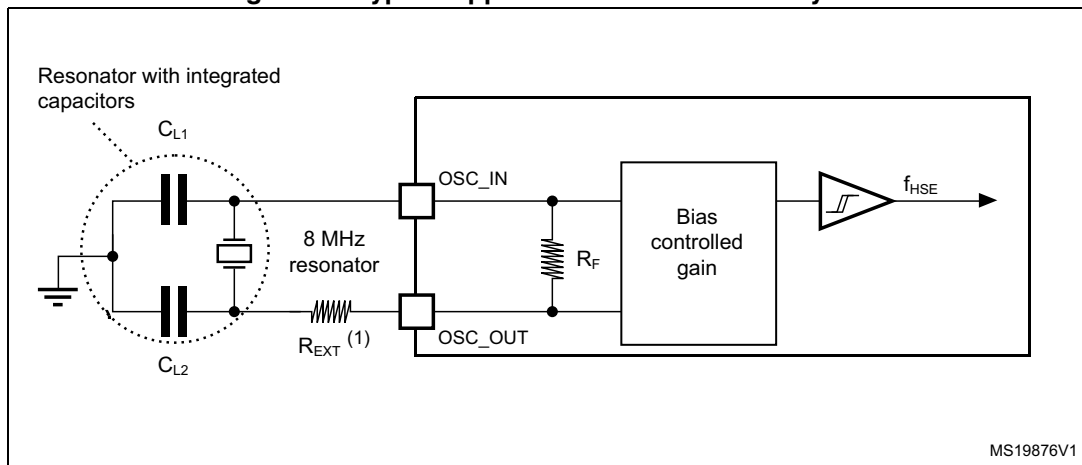 Resonator with integrated
capacitors
C_L1
OSC_IN
f_HSE
8 MHz
resonator
R_F
Bias
controlled
gain
R_EXT (1)
OSC_OUT
C_L2
MS19876V1